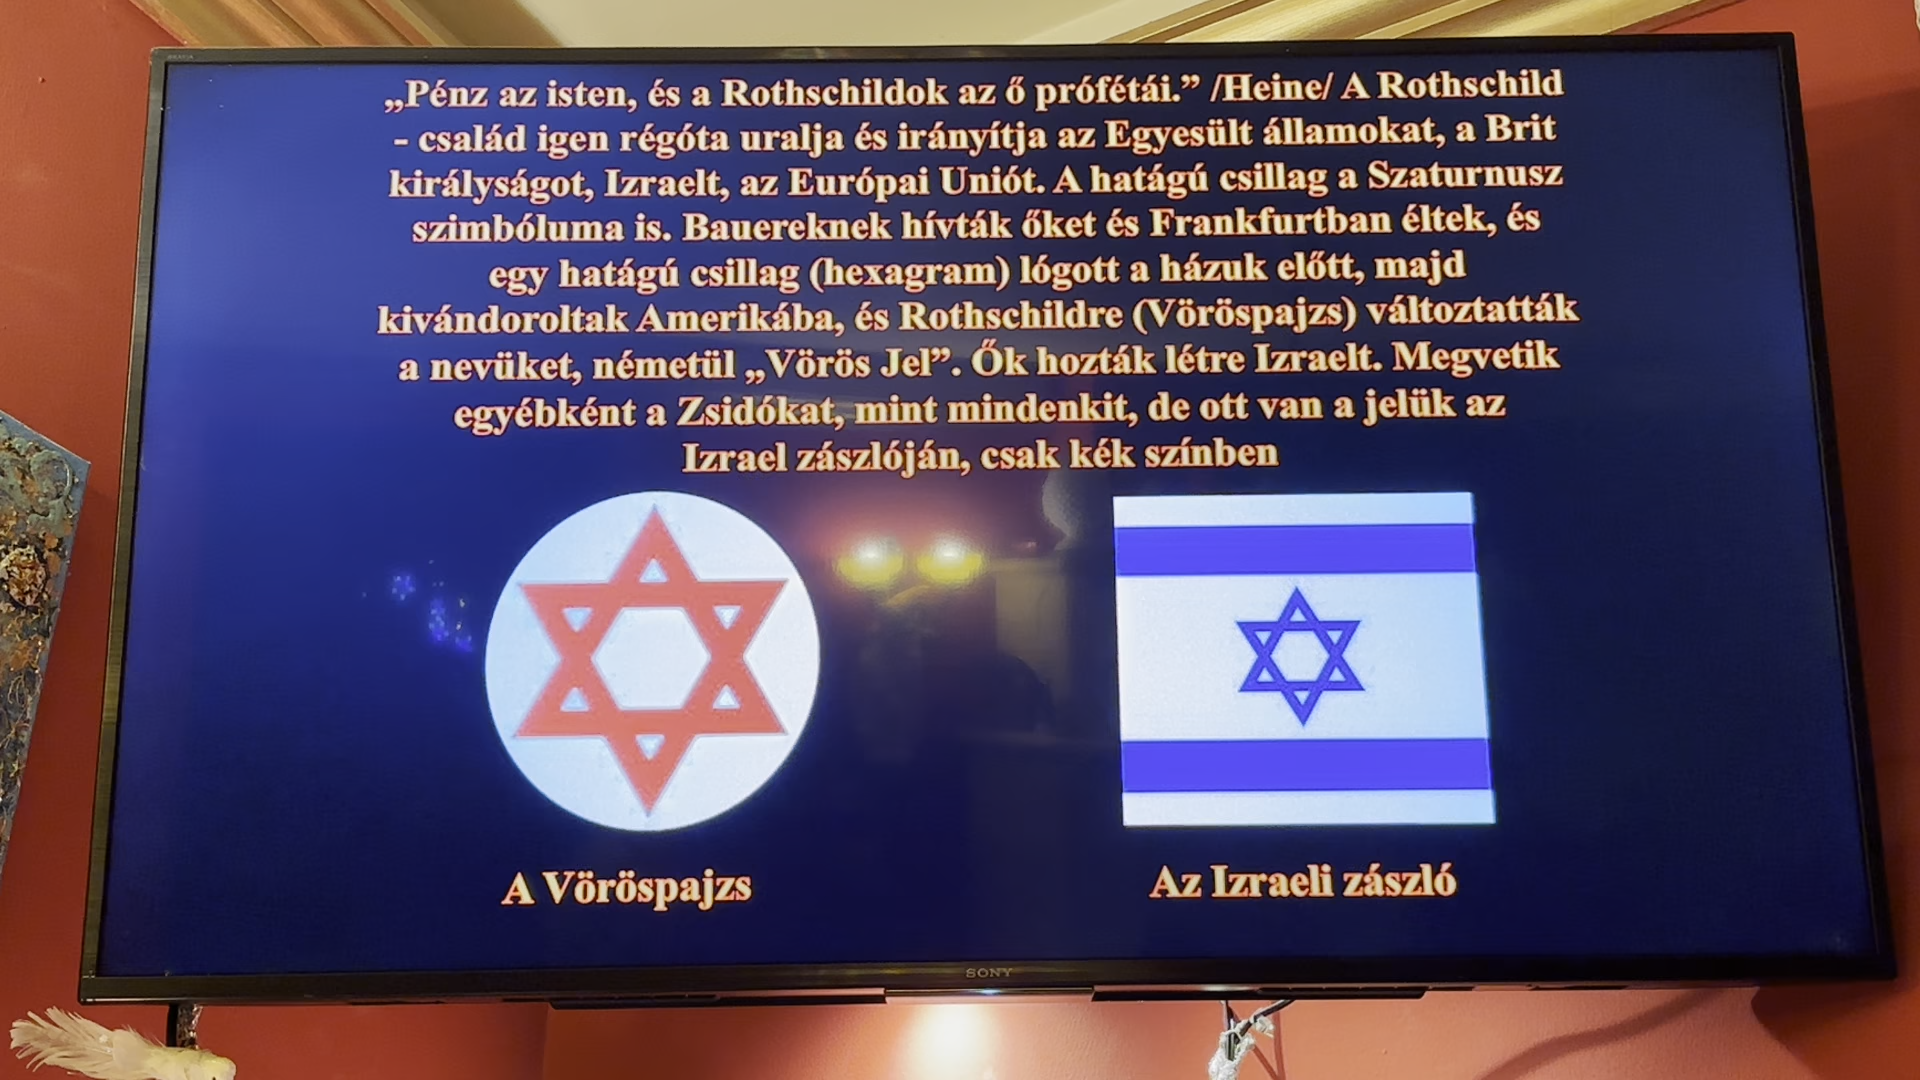 „Pénz az isten, és a Rothschildok az ő prófétái.” /Heine/ A Rothschild
- család igen régóta uralja és irányítja az Egyesült államokat, a Brit
királyságot, Izraelt, az Európai Uniót. A hatágú csillag a Szaturnusz
szimbóluma is. Bauereknek hívták őket és Frankfurtban éltek, és
egy hatágú csillag (hexagram) lógott a házuk előtt, majd
kivándoroltak Amerikába, és Rothschildre (Vöröspajzs) változtatták
a nevüket, németül „Vörös Jel”. Ők hozták létre Izraelt. Megvetik
egyébként a Zsidókat, mint mindenkit, de ott van a jelük az
Izrael zászlóján, csak kék színben
A Vöröspajzs
Az Izraeli zászló
SONY